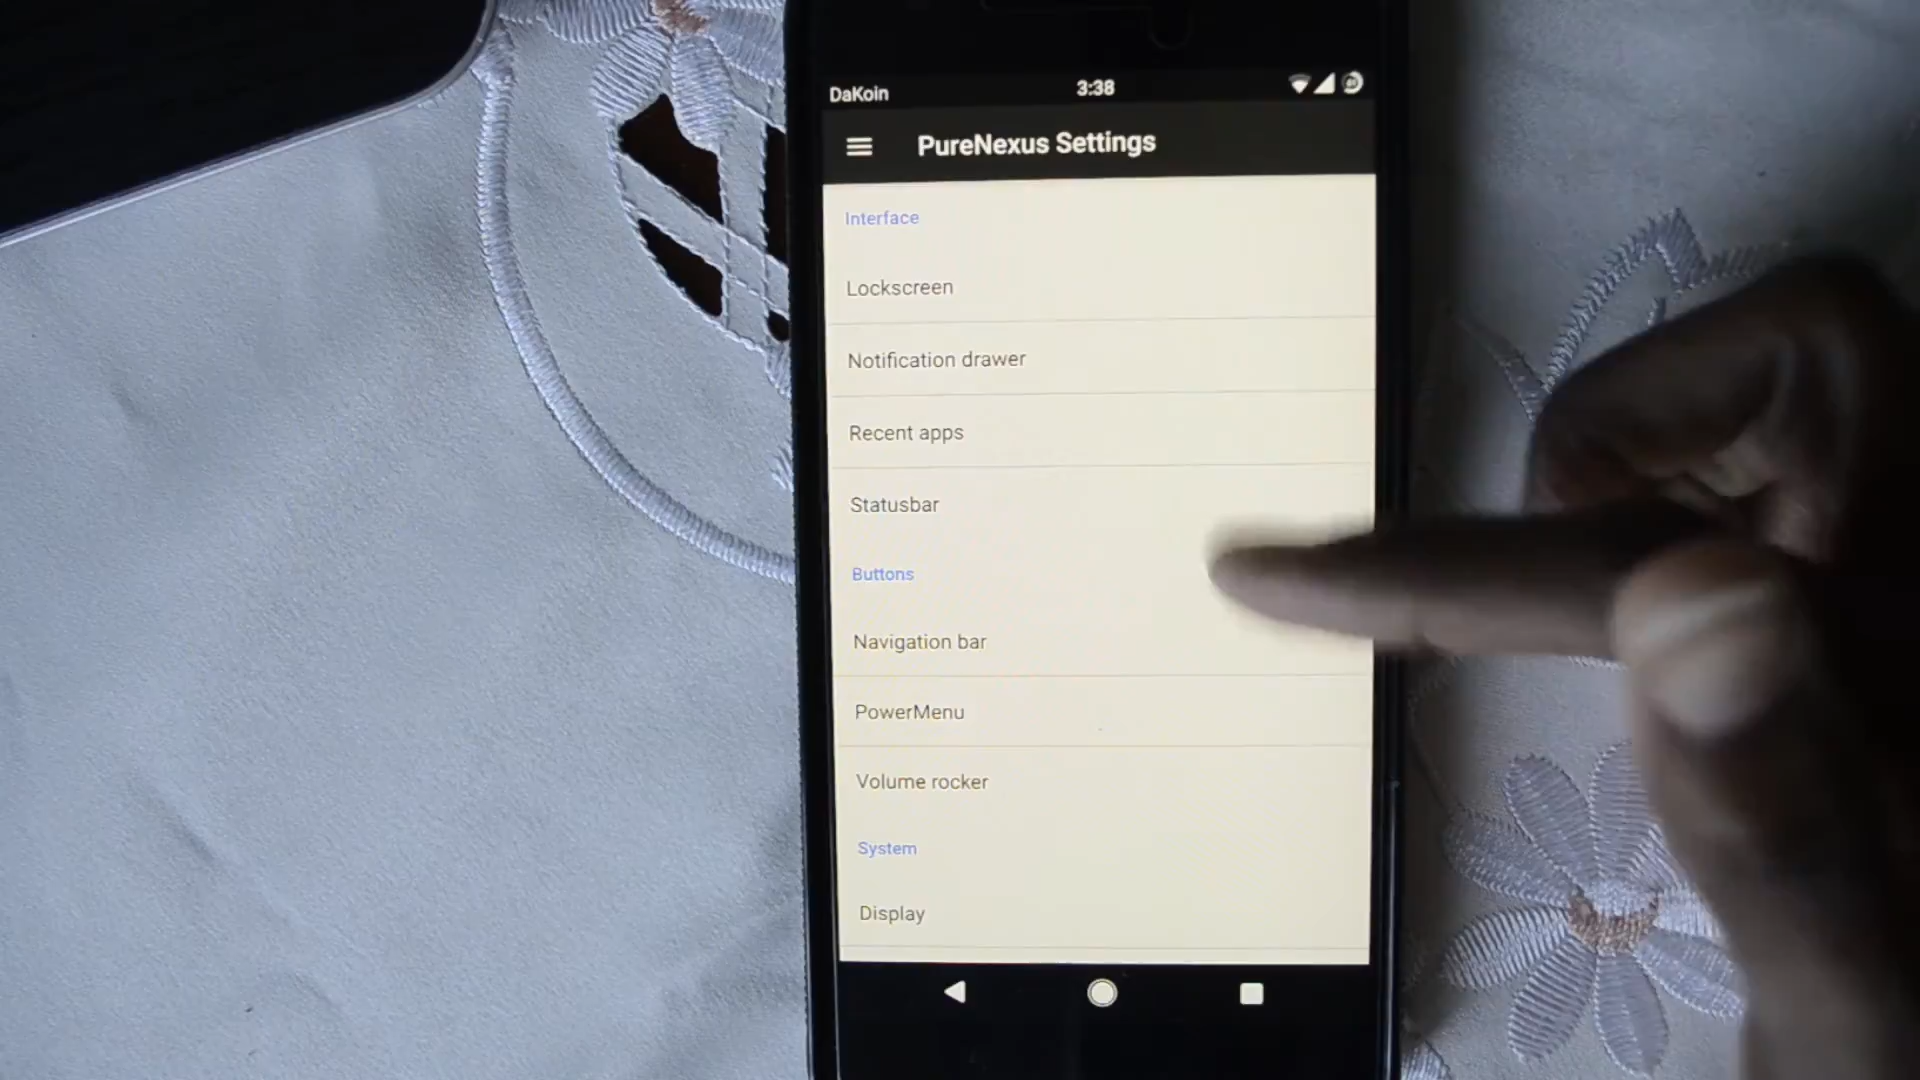 DaKoin 3:38
PureNexus Settings
Interface
Lockscreen
Notification drawer
Recent apps
Statusbar
Buttons
Navigation bar
PowerMenu
Volume rocker
System
Display